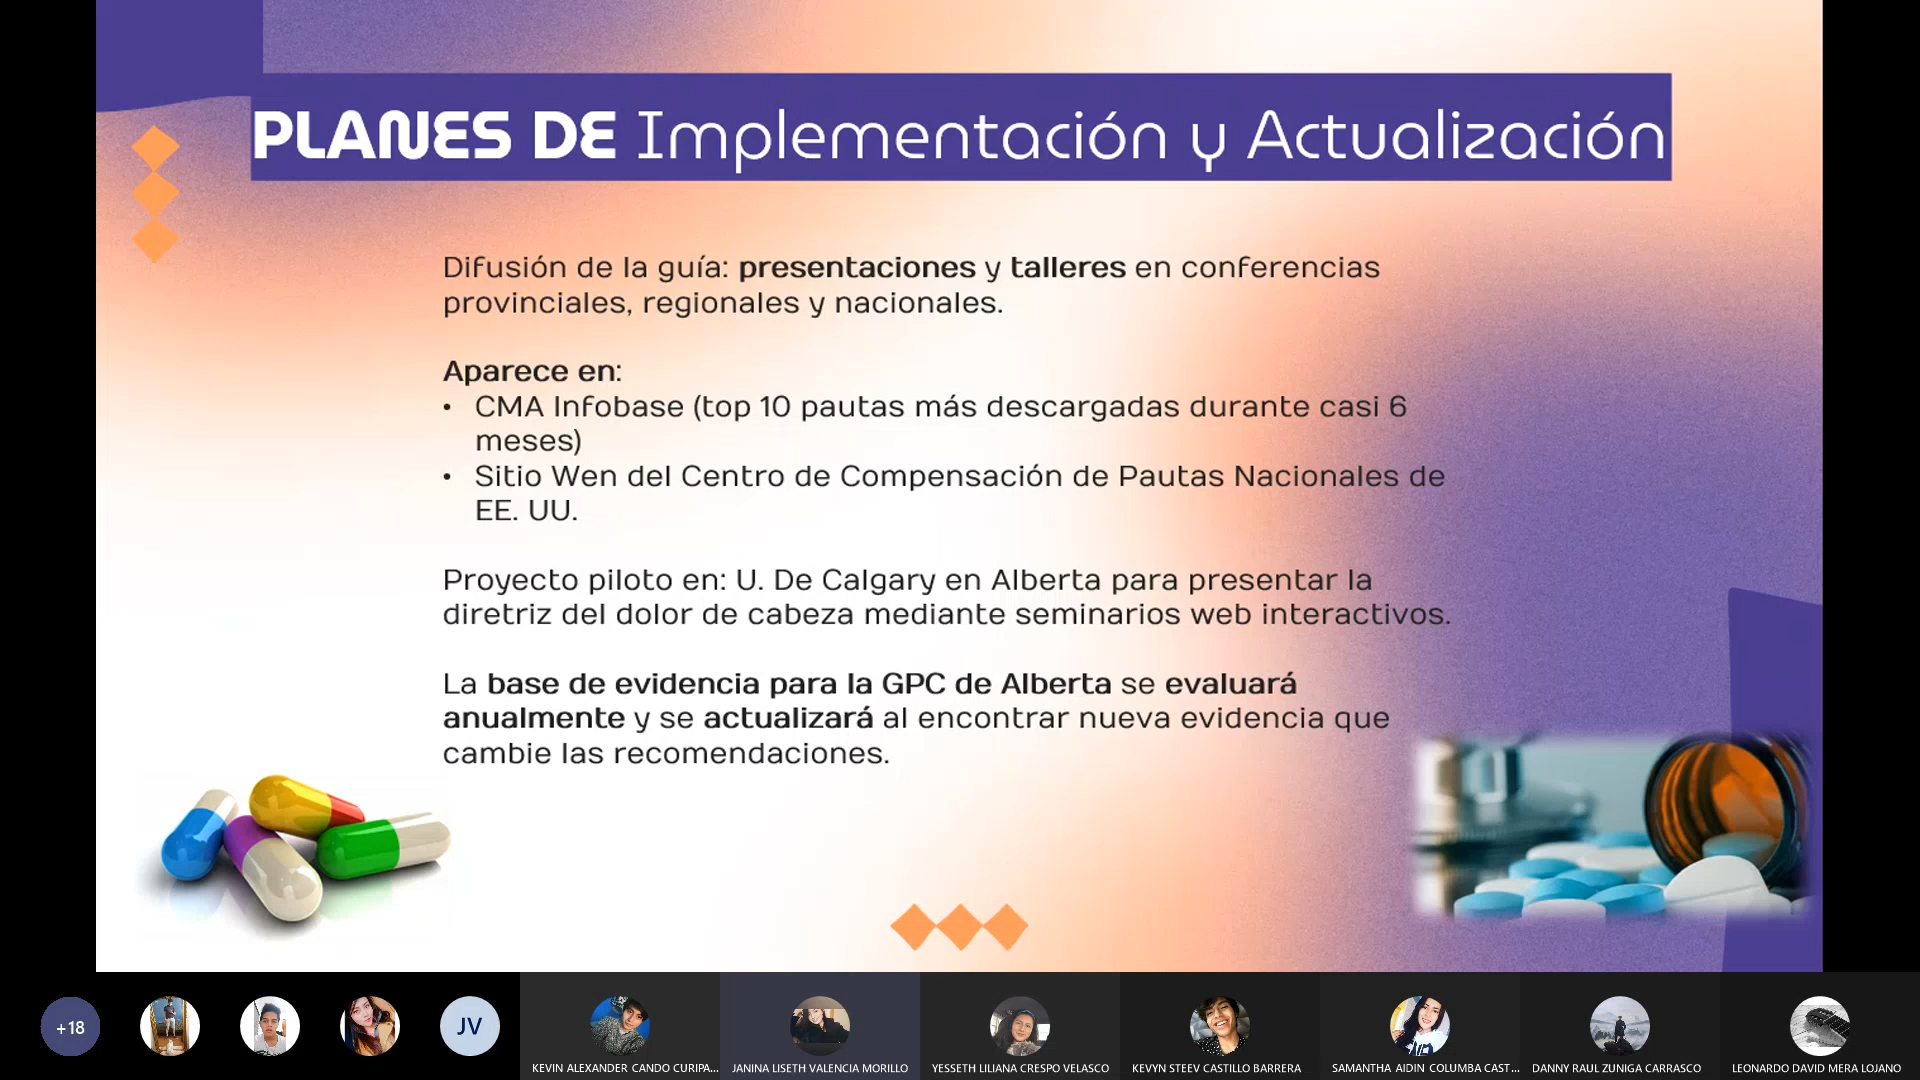 PLANES DE Implementación y Actualización
Difusión de la guía: presentaciones y talleres en conferencias
provinciales, regionales y nacionales.
Aparece en:
• CMA Infobase (top 10 pautas más descargadas durante casi 6
meses)
• Sitio Wen del Centro de Compensación de Pautas Nacionales de
EE. UU.
Proyecto piloto en: U. De Calgary en Alberta para presentar la
diretriz del dolor de cabeza mediante seminarios web interactivos.
La base de evidencia para la GPC de Alberta se evaluará
anualmente y se actualizará al encontrar nueva evidencia que
cambie las recomendaciones.
+18
JV
KEVIN ALEXANDER CANDO CURIPA...
JANINA LISETH VALENCIA MORILLO
YESSETH LILIANA CRESPO VELASCO
KEVYN STEEV CASTILLO BARRERA
SAMANTHA AIDIN COLUMBA CAST...
DANNY RAUL ZUNIGA CARRASCO
LEONARDO DAVID MERA LOJANO